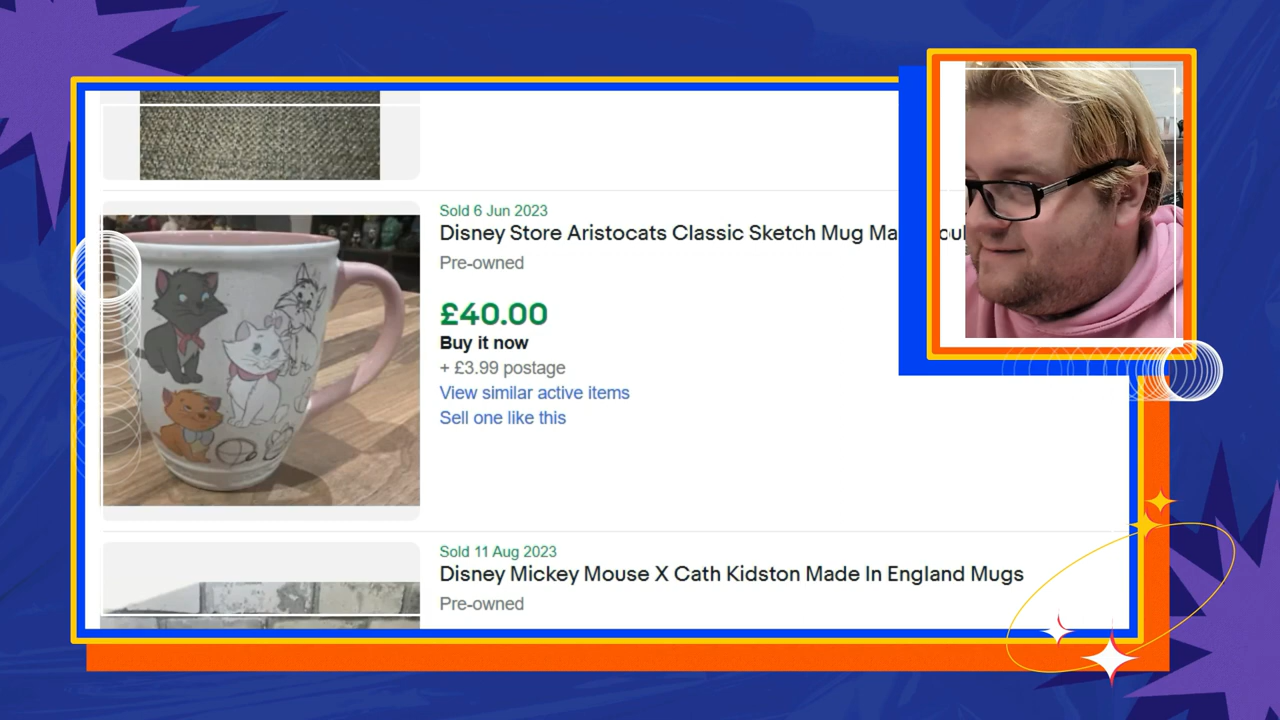 Sold 6 Jun 2023
Disney Store Aristocats Classic Sketch Mug
Pre-owned
£40.00
Buy it now
+ £3.99 postage
View similar active items
Sell one like this
Sold 11 Aug 2023
Disney Mickey Mouse X Cath Kidston Made In England Mugs
Pre-owned